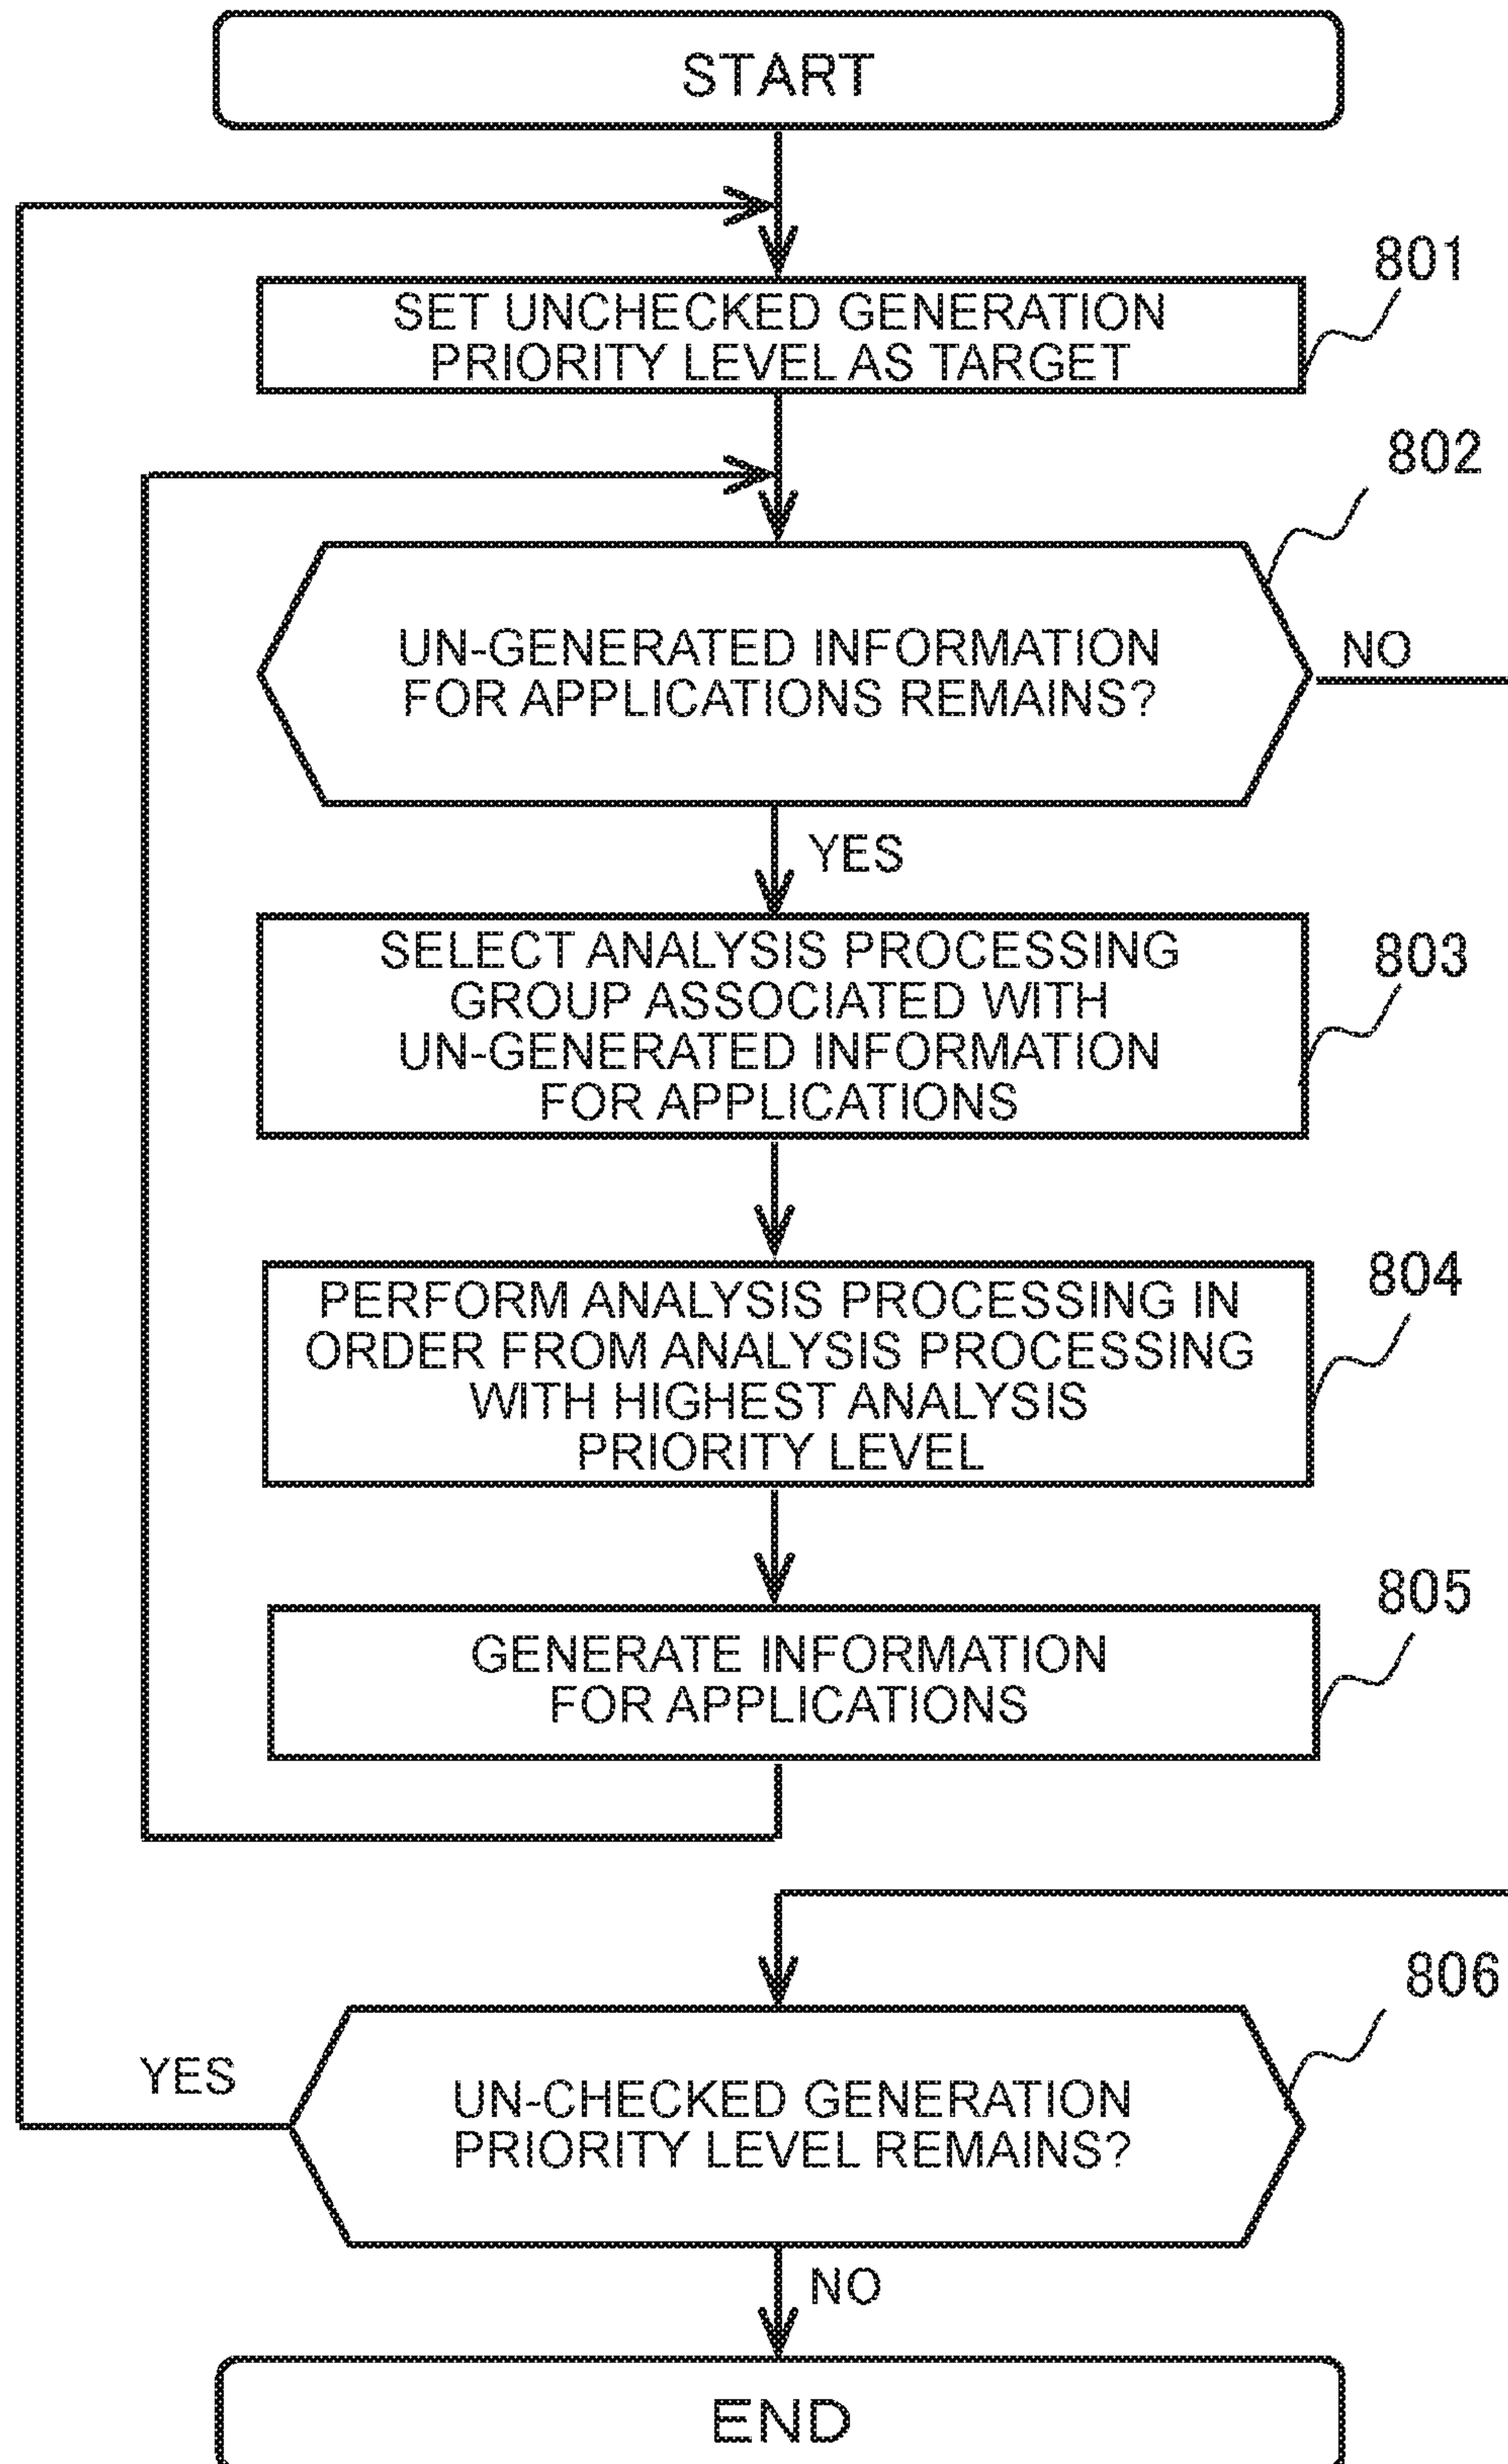 START
801
SET UNCHECKED GENERATION
PRIORITY LEVEL AS TARGET
802
UN-GENERATED INFORMATION
FOR APPLICATIONS REMAINS?
NO
YES
803
SELECT ANALYSIS PROCESSING
GROUP ASSOCIATED WITH
UN-GENERATED INFORMATION
FOR APPLICATIONS
804
PERFORM ANALYSIS PROCESSING IN
ORDER FROM ANALYSIS PROCESSING
WITH HIGHEST ANALYSIS
PRIORITY LEVEL
805
GENERATE INFORMATION
FOR APPLICATIONS
806
YES
UN-CHECKED GENERATION
PRIORITY LEVEL REMAINS?
NO
END